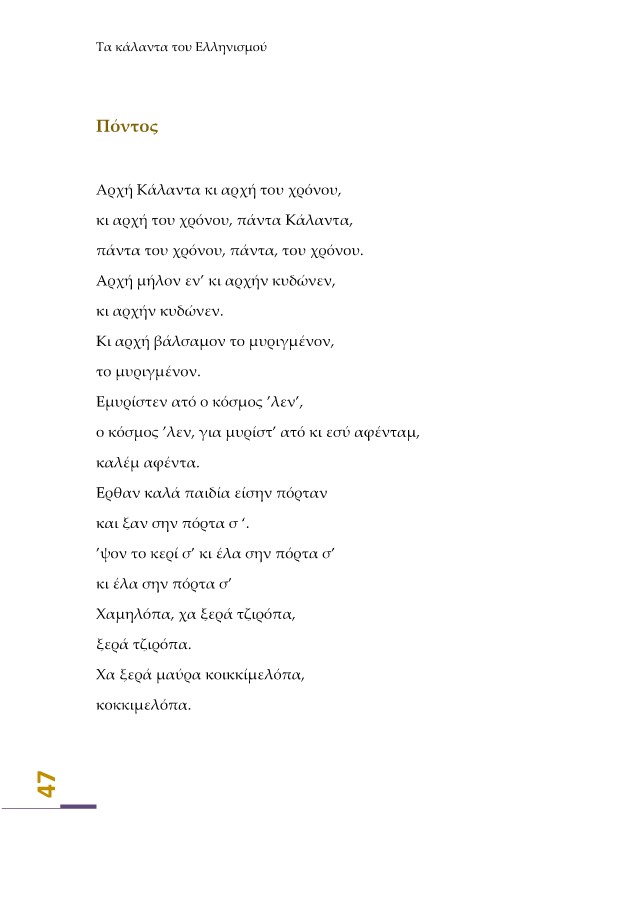 Τα κάλαντα του Ελληνισμού
Πόντος
Αρχή Κάλαντα κι αρχή του χρόνου,
κι αρχή του χρόνου, πάντα Κάλαντα,
πάντα του χρόνου, πάντα, του χρόνου.
Αρχή μήλον εν’ κι αρχήν κυδώνεν,
κι αρχήν κυδώνεν.
Κι αρχή βάλσαμον το μυριγμένον,
το μυριγμένον.
Εμυρίστεν ατό ο κόσμος ’λεν’,
ο κόσμος ’λεν, για μυρίστ’ ατό κι εσύ αφένταμ,
καλέμ αφέντα.
Ερθαν καλά παιδία είσην πόρταν
και ξαν σην πόρτα σ ‘.
’ψον το κερί σ’ κι έλα σην πόρτα σ’
κι έλα σην πόρτα σ’
Χαμηλόπα, χα ξερά τζιρόπα,
ξερά τζιρόπα.
Χα ξερά μαύρα κοικκίμελόπα,
κοκκιμελόπα.
47